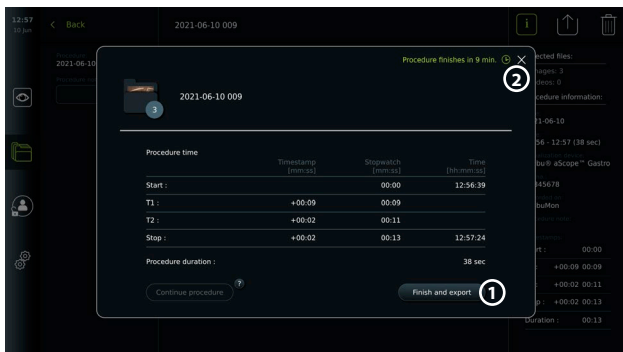 12:57
10 Jun
Back
2021-06-10 009
i
2021-06-10
Procedure finishes in 9 min.
2
3
2021-06-10 009
Procedure time
Timestamp [mm:ss]
Stopwatch [mm:ss]
Time [hh:mm:ss]
Start : 00:00 12:56:39
T1 : +00:09 00:09
T2 : +00:02 00:11
Stop : +00:02 00:13 12:57:24
Procedure duration : 38 sec
Continue procedure ?
Finish and export 1
ected files:
ages: 3
deos: 0
cedure information:
1-06-10
56 - 12:57 (38 sec)
bu® aScope™ Gastro
345678
buMon
rt : 00:00
: +00:09 00:09
: +00:02 00:11
p : +00:02 00:13
Duration : 00:13